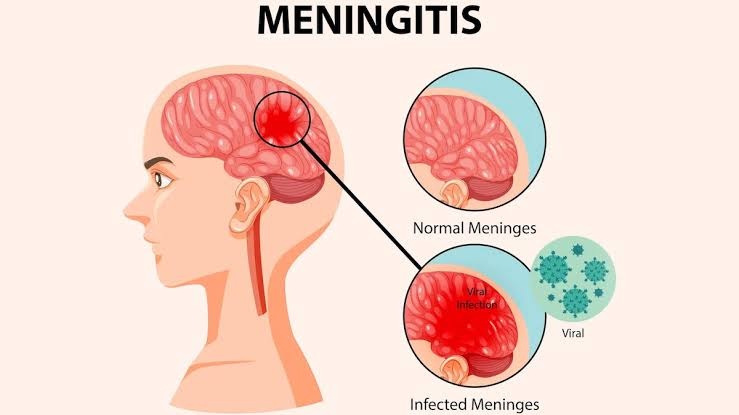 MENINGITIS
Normal Meninges
Viral
Infection
Viral
Infected Meninges